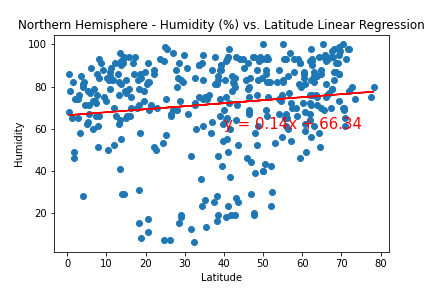 Northern Hemisphere - Humidity (%) vs. Latitude Linear Regression
100
80
60
40
20
Humidity
y = 0.14x + 66.34
0 10 20 30 40 50 60 70 80
Latitude